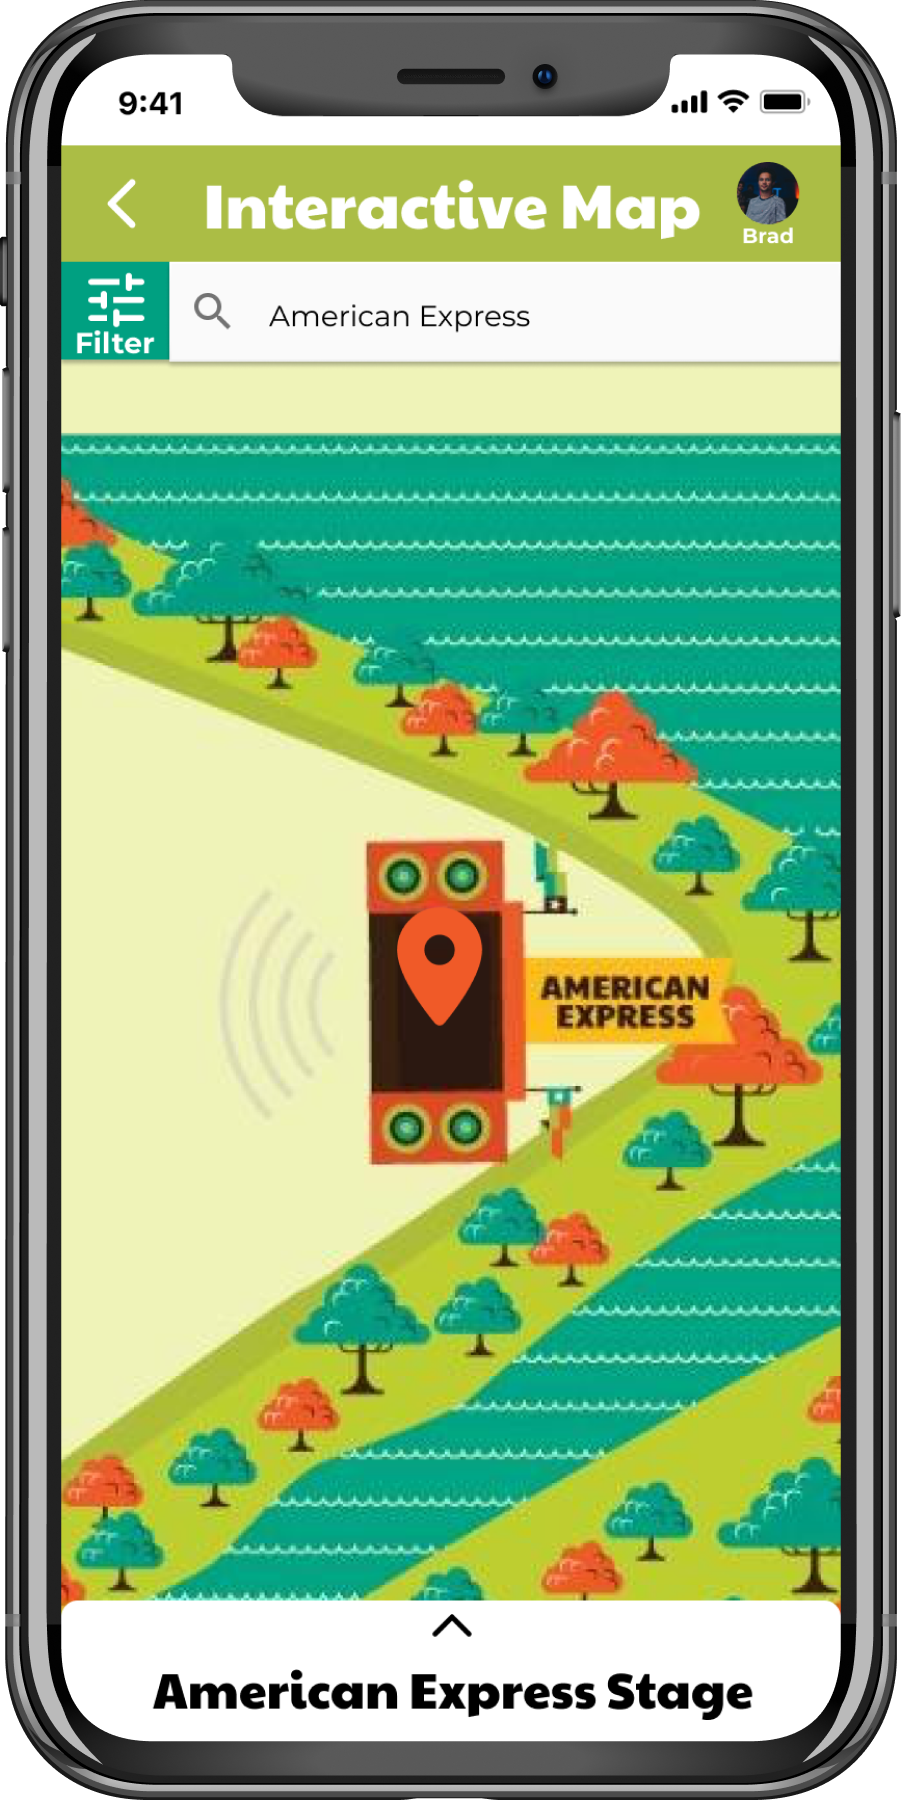 9:41
Interactive Map
Brad
Filter
American Express
AMERICAN
EXPRESS
American Express Stage